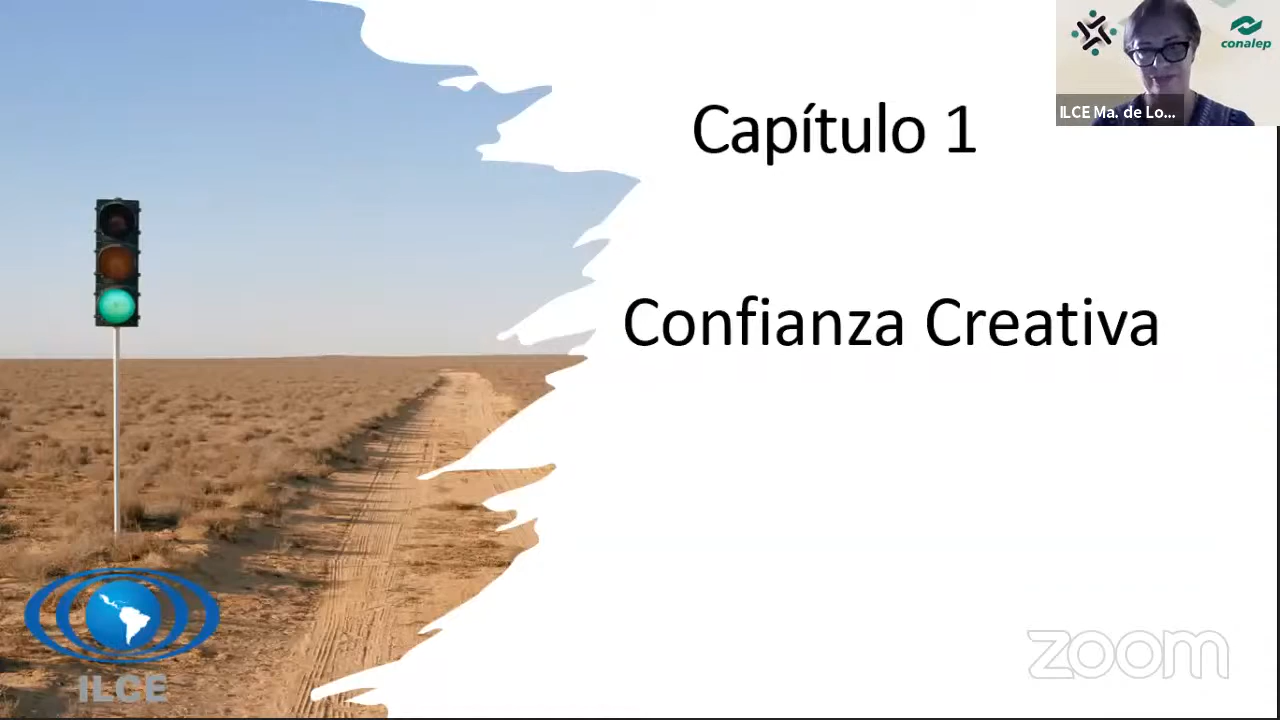 conalep
ILCE Ma. de Lo...
Capítulo 1
Confianza Creativa
ILCE
zoom